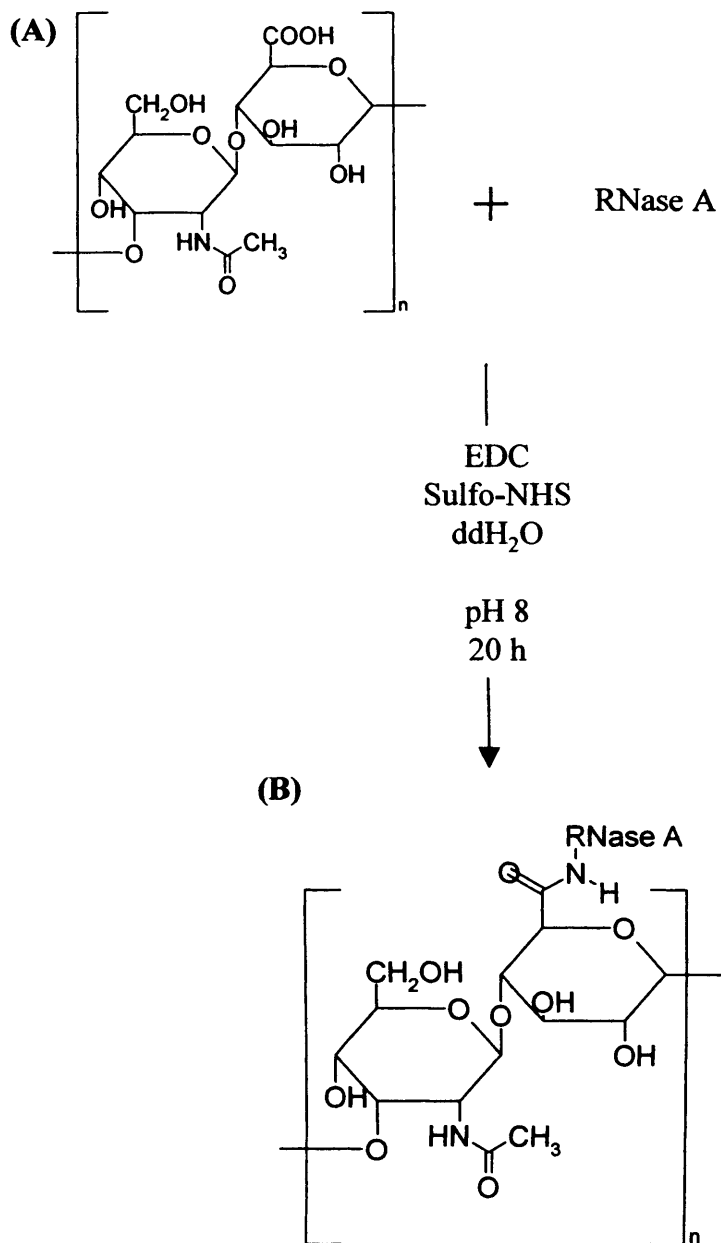 (A)
COOH
O
CH₂OH
O
O
OH
OH
OH
O
HN
CH₃
O
n
+
RNase A
EDC
Sulfo-NHS
ddH₂O
pH 8
20 h
(B)
RNase A
O
N
H
O
CH₂OH
O
O
OH
OH
OH
O
HN
CH₃
O
n